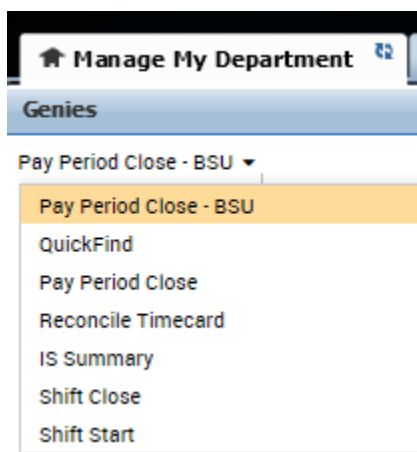 Manage My Department
Genies
Pay Period Close - BSU
Pay Period Close - BSU
QuickFind
Pay Period Close
Reconcile Timecard
IS Summary
Shift Close
Shift Start